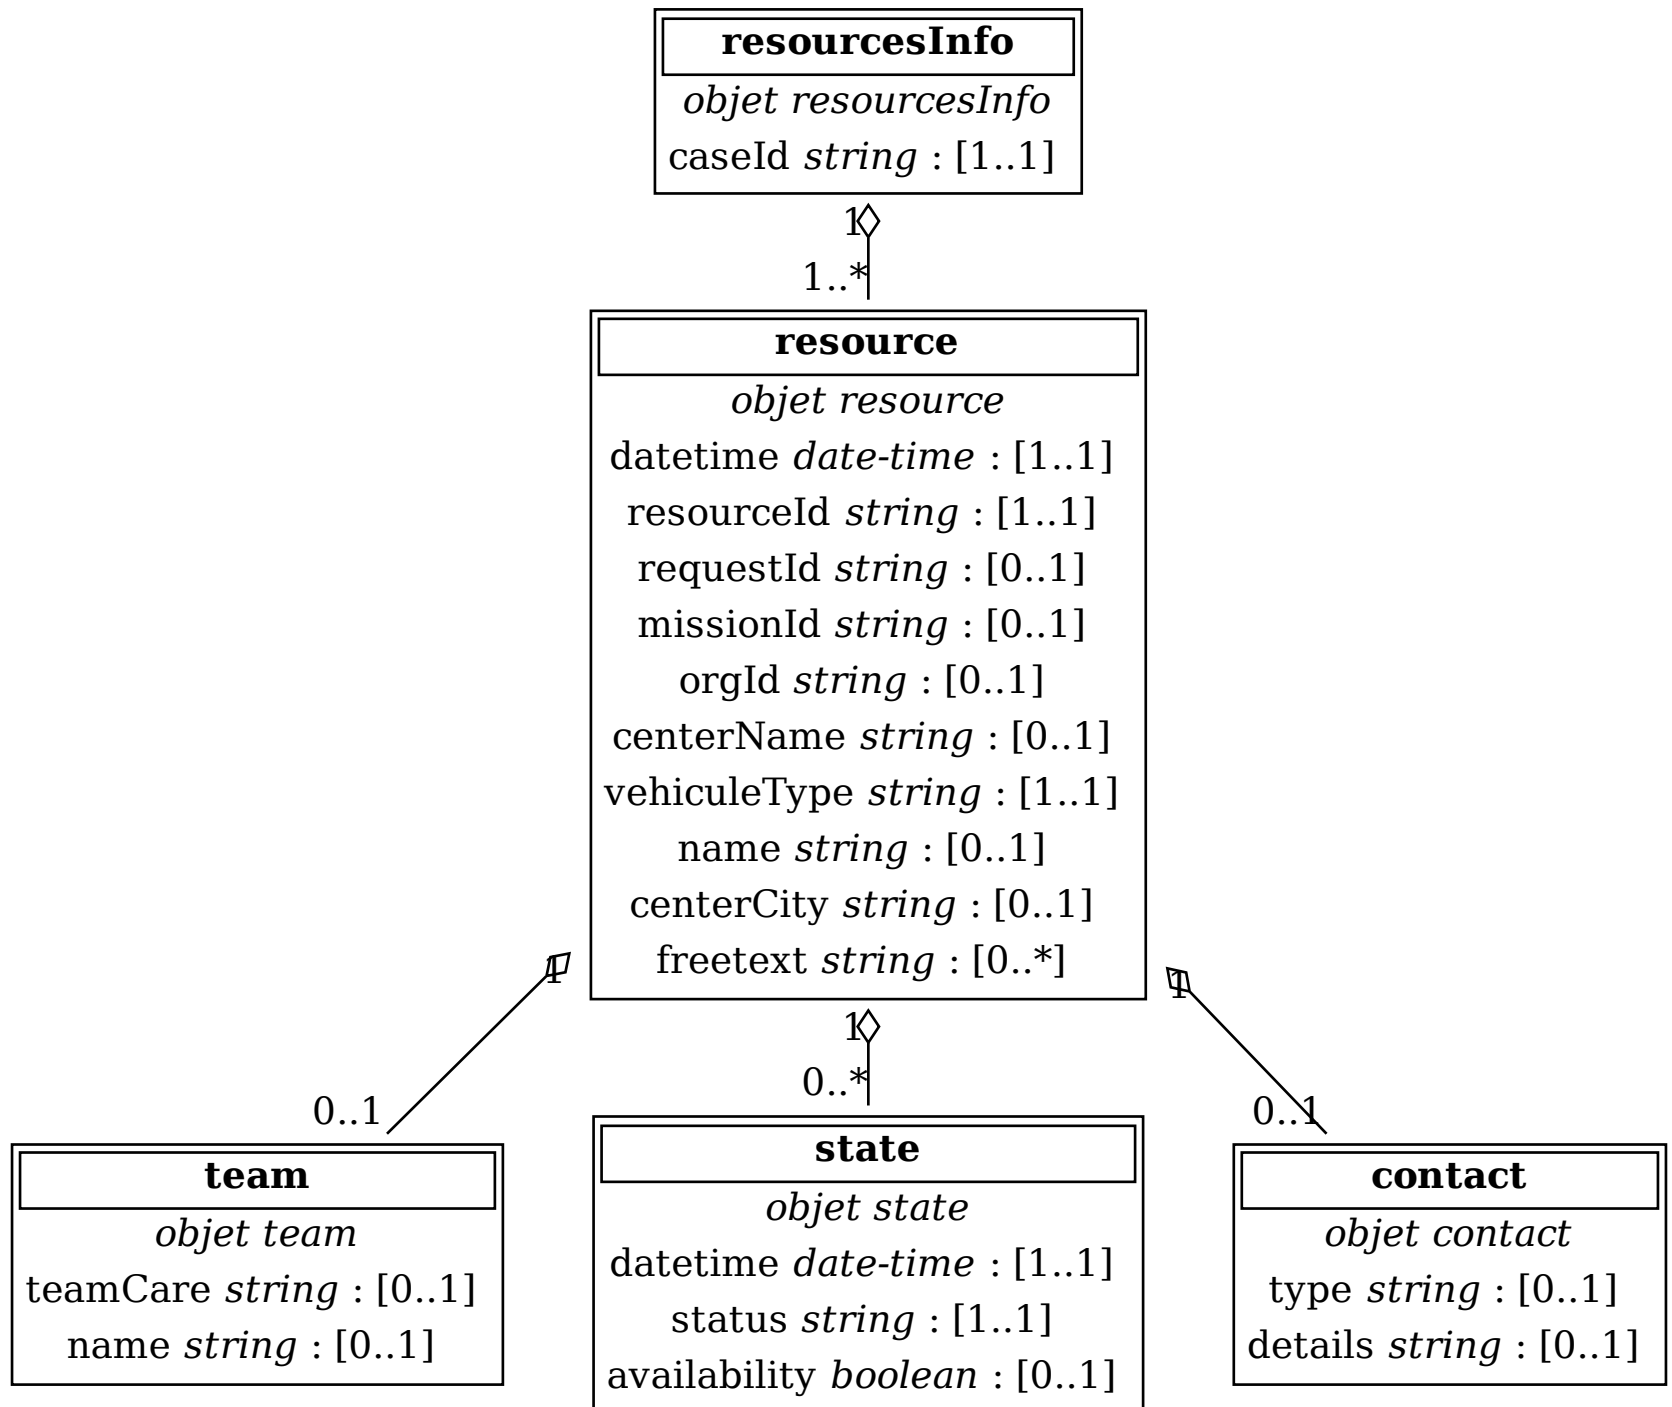 resourcesInfo
objet resourcesInfo
caseId string : [1..1]
1
1..*
resource
objet resource
datetime date-time : [1..1]
resourceId string : [1..1]
requestId string : [0..1]
missionId string : [0..1]
orgId string : [0..1]
centerName string : [0..1]
vehiculeType string : [1..1]
name string : [0..1]
centerCity string : [0..1]
freetext string : [0..*]
1
0..1
1
0..*
1
0..1
team
objet team
teamCare string : [0..1]
name string : [0..1]
state
objet state
datetime date-time : [1..1]
status string : [1..1]
availability boolean : [0..1]
contact
objet contact
type string : [0..1]
details string : [0..1]